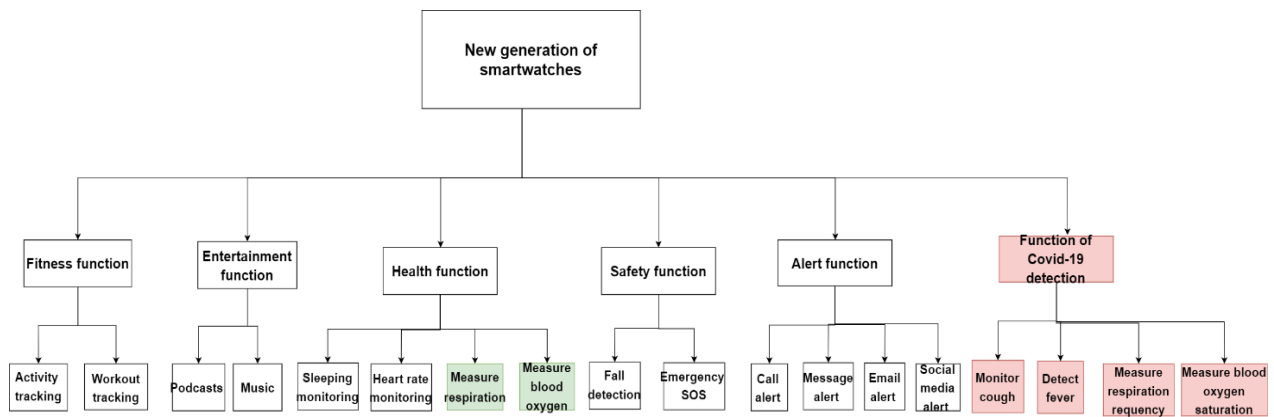 New generation of
smartwatches
Fitness function
Entertainment
function
Health function
Safety function
Alert function
Function of
Covid-19
detection
Activity
tracking
Workout
tracking
Podcasts
Music
Sleeping
monitoring
Heart rate
monitoring
Measure
respiration
Measure
blood
oxygen
Fall
detection
Emergency
SOS
Call
alert
Message
alert
Email
alert
Social
media
alert
Monitor
cough
Detect
fever
Measure
respiration
requency
Measure blood
oxygen
saturation